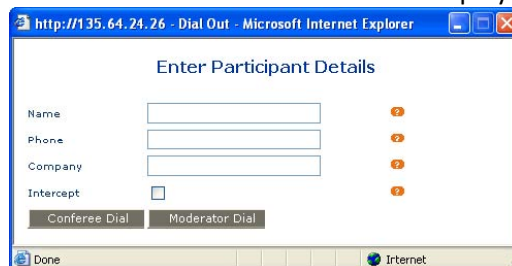 http://135.64.24.26 - Dial Out - Microsoft Internet Explorer
Enter Participant Details
Name
Phone
Company
Intercept
Conferee Dial Moderator Dial
Done Internet